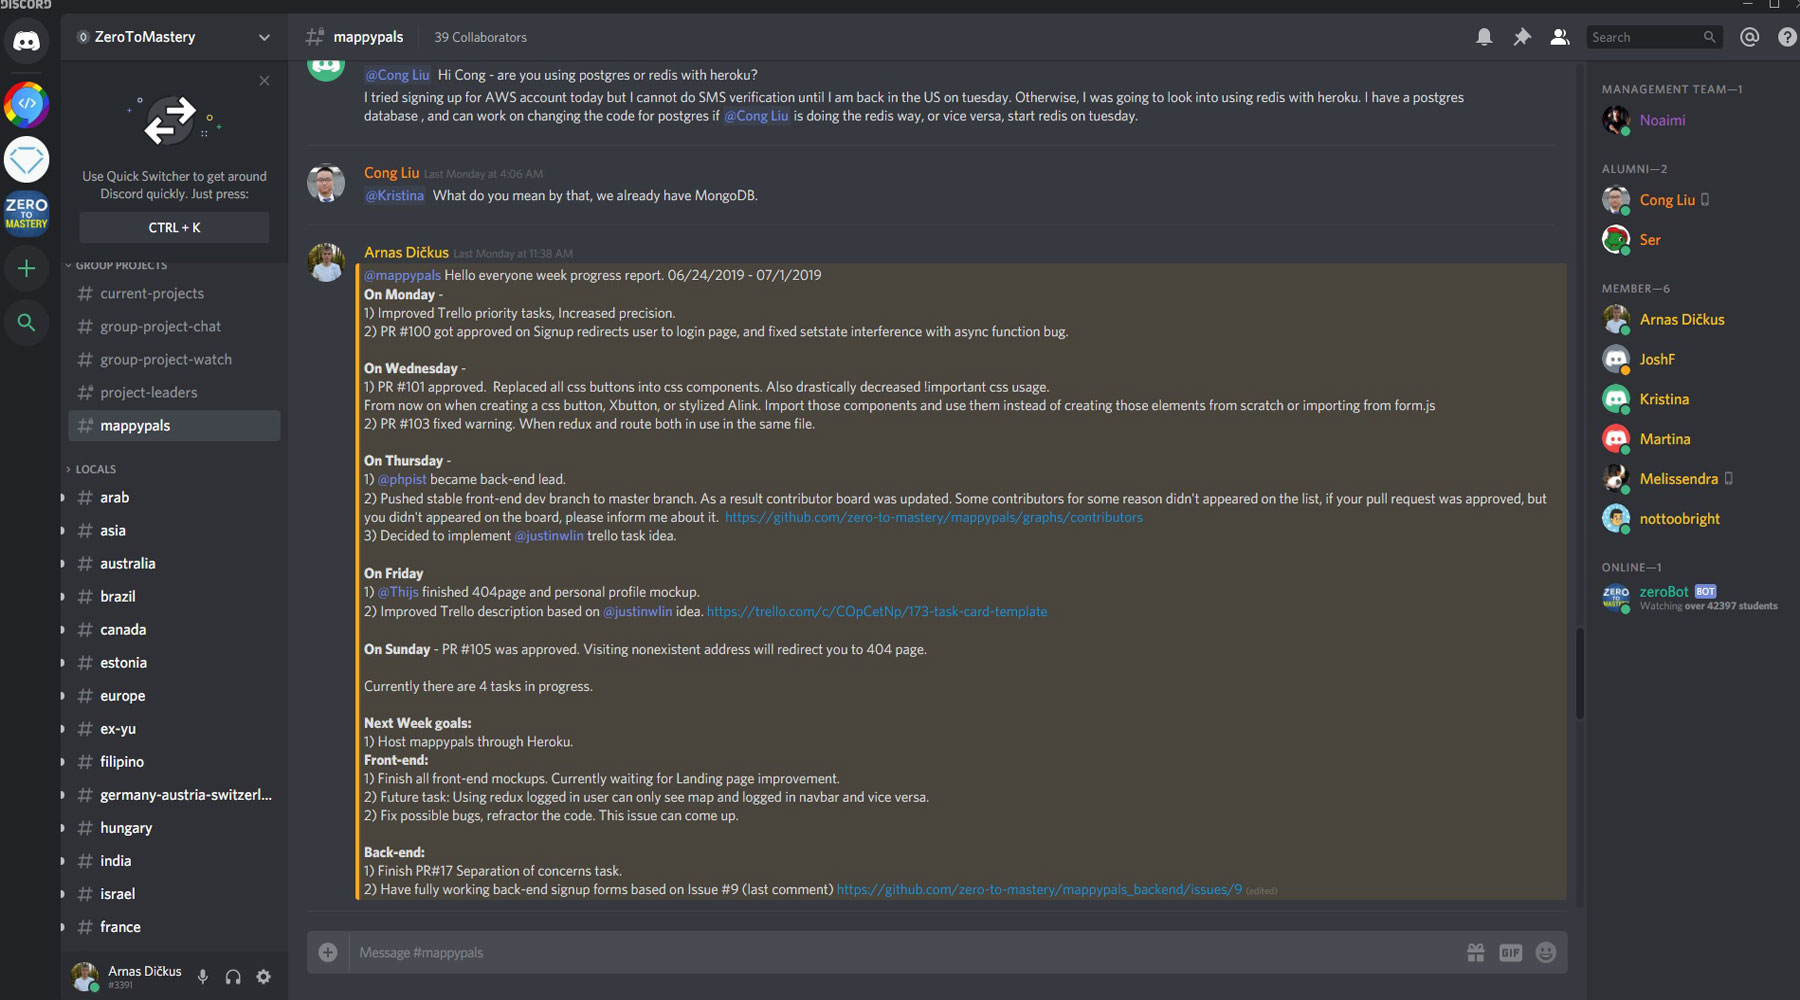 DISCORD
ZeroToMastery
mappypals
39 Collaborators
Search
Use Quick Switcher to get around
Discord quickly. Just press:
CTRL + K
ZERO
TO
MASTERY
GROUP PROJECTS
current-projects
group-project-chat
group-project-watch
project-leaders
mappypals
LOCALS
arab
asia
australia
brazil
canada
estonia
europe
ex-yu
filipino
germany-austria-switzerl...
hungary
india
israel
france
Arnas Dičkus
#3391
@Cong Liu Hi Cong - are you using postgres or redis with heroku?
I tried signing up for AWS account today but I cannot do SMS verification until I am back in the US on tuesday. Otherwise, I was going to look into using redis with heroku. I have a postgres
database , and can work on changing the code for postgres if @Cong Liu is doing the redis way, or vice versa, start redis on tuesday.
Cong Liu Last Monday at 4:06 AM
@Kristina What do you mean by that, we already have MongoDB.
Arnas Dičkus Last Monday at 11:38 AM
@mappypals Hello everyone week progress report. 06/24/2019 - 07/1/2019
On Monday -
1) Improved Trello priority tasks, Increased precision.
2) PR #100 got approved on Signup redirects user to login page, and fixed setstate interference with async function bug.
On Wednesday -
1) PR #101 approved. Replaced all css buttons into css components. Also drastically decreased !important css usage.
From now on when creating a css button, Xbutton, or stylized Alink. Import those components and use them instead of creating those elements from scratch or importing from form.js
2) PR #103 fixed warning. When redux and route both in use in the same file.
On Thursday -
1) @phpist became back-end lead.
2) Pushed stable front-end dev branch to master branch. As a result contributor board was updated. Some contributors for some reason didn't appeared on the list, if your pull request was approved, but
you didn't appeared on the board, please inform me about it. https://github.com/zero-to-mastery/mappypals/graphs/contributors
3) Decided to implement @justinwlin trello task idea.
On Friday
1) @Thijs finished 404page and personal profile mockup.
2) Improved Trello description based on @justinwlin idea. https://trello.com/c/COpCetNp/173-task-card-template
On Sunday - PR #105 was approved. Visiting nonexistent address will redirect you to 404 page.
Currently there are 4 tasks in progress.
Next Week goals:
1) Host mappypals through Heroku.
Front-end:
1) Finish all front-end mockups. Currently waiting for Landing page improvement.
2) Future task: Using redux logged in user can only see map and logged in navbar and vice versa.
2) Fix possible bugs, refractor the code. This issue can come up.
Back-end:
1) Finish PR#17 Separation of concerns task.
2) Have fully working back-end signup forms based on Issue #9 (last comment) https://github.com/zero-to-mastery/mappypals_backend/issues/9 (edited)
Message #mappypals
GIF
MANAGEMENT TEAM—1
Noaimi
ALUMNI—2
Cong Liu
Ser
MEMBER—6
Arnas Dičkus
JoshF
Kristina
Martina
Melissendra
nottoobright
ONLINE—1
ZERO
TO
MASTERY
zeroBot BOT
Watching over 42397 students